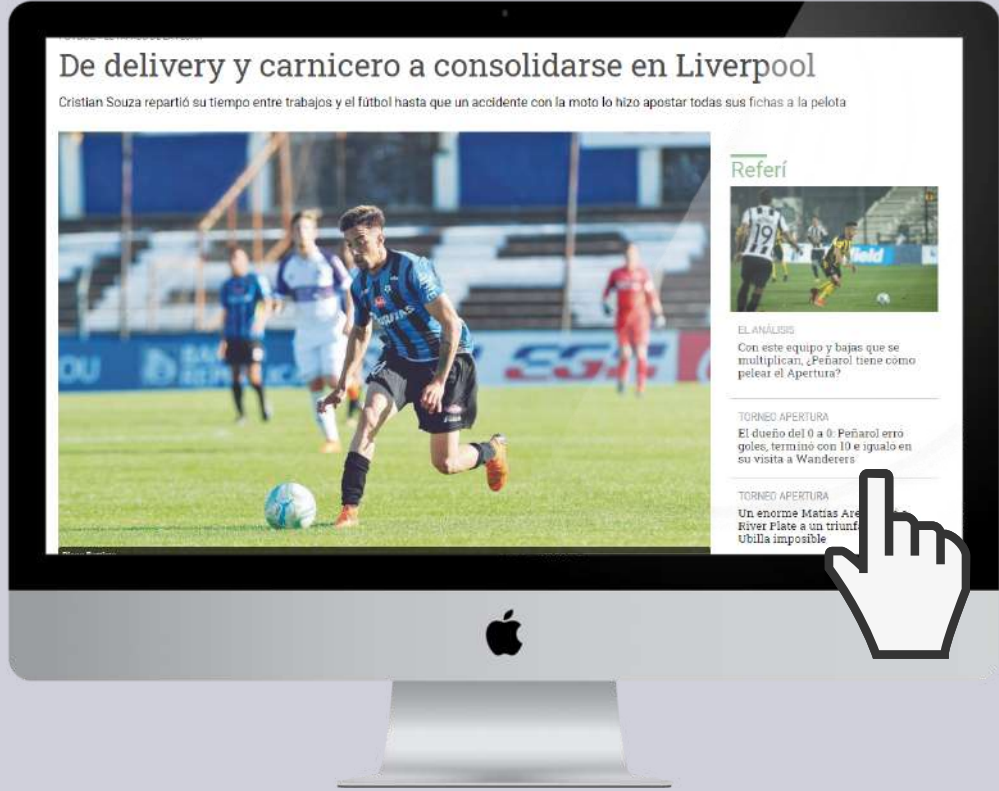 De delivery y carnicero a consolidarse en Liverpool
Cristian Souza repartió su tiempo entre trabajos y el fútbol hasta que un accidente con la moto lo hizo apostar todas sus fichas a la pelota
Referí
19
field
EL ANÁLISIS
Con este equipo y bajas que se
multiplican, ¿Peñarol tiene cómo
pelear el Apertura?
TORNEO APERTURA
El dueño del 0 a 0: Peñarol erró
goles, terminó con 10 e igualó en
su visita a Wanderers
TORNEO APERTURA
Un enorme Matías
River Plate a un
Ubilla imposible